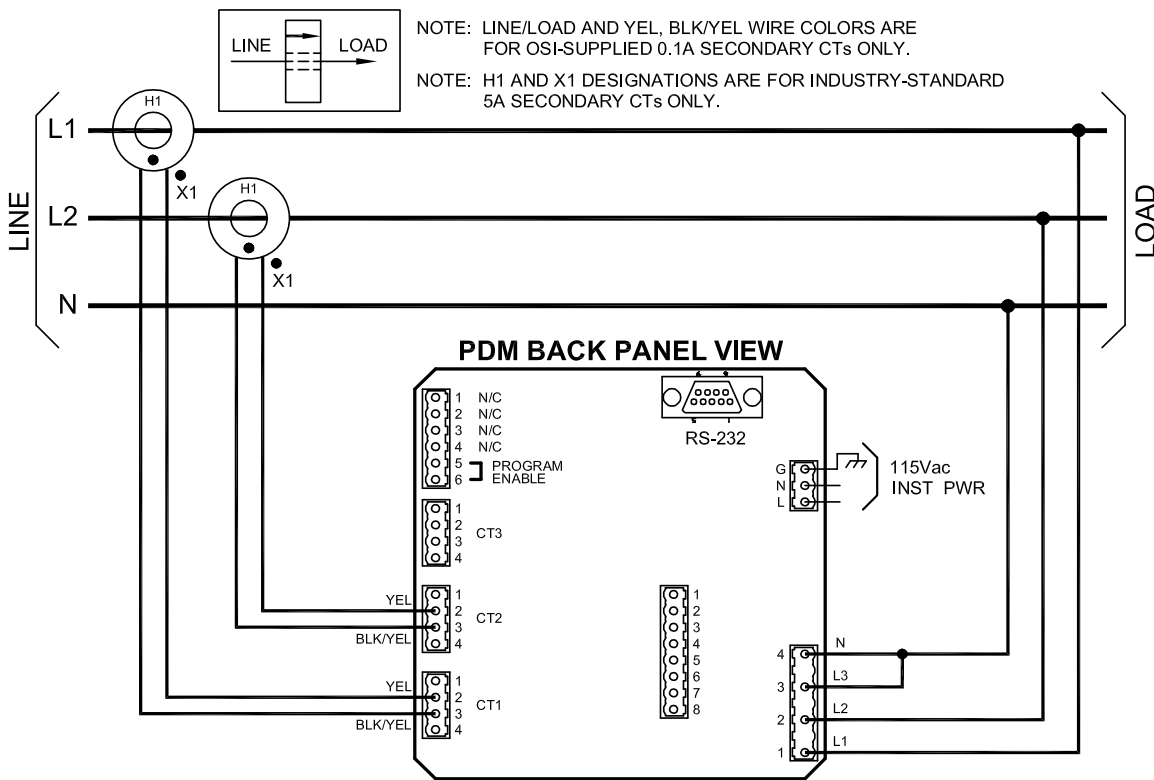 NOTE: LINE/LOAD AND YEL, BLK/YEL WIRE COLORS ARE
FOR OSI-SUPPLIED 0.1A SECONDARY CTs ONLY.
NOTE: H1 AND X1 DESIGNATIONS ARE FOR INDUSTRY-STANDARD
5A SECONDARY CTs ONLY.
LINE
LOAD
H1
L1
X1
H1
L2
X1
N
LINE
LOAD
PDM BACK PANEL VIEW
1 N/C
2 N/C
3 N/C
4 N/C
5
6
PROGRAM
ENABLE
RS-232
G
N
L
115Vac
INST PWR
1
2
3
4
CT3
YEL
BLK/YEL
1
2
3
4
CT2
YEL
BLK/YEL
1
2
3
4
CT1
1
2
3
4
5
6
7
8
4 N
3 L3
2 L2
1 L1